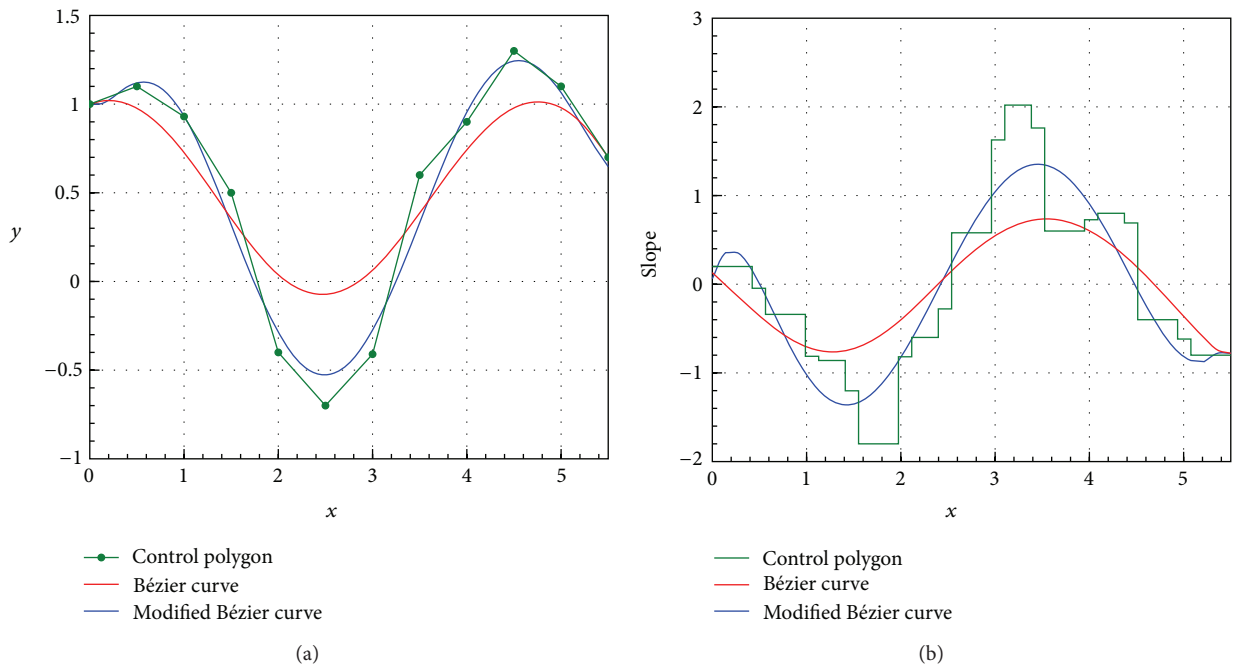 1.5
1
0.5
0
−0.5
−1
y
0
1
2
3
4
5
x
Control polygon
Bézier curve
Modified Bézier curve
(a)
3
2
1
0
−1
−2
Slope
0
1
2
3
4
5
x
Control polygon
Bézier curve
Modified Bézier curve
(b)